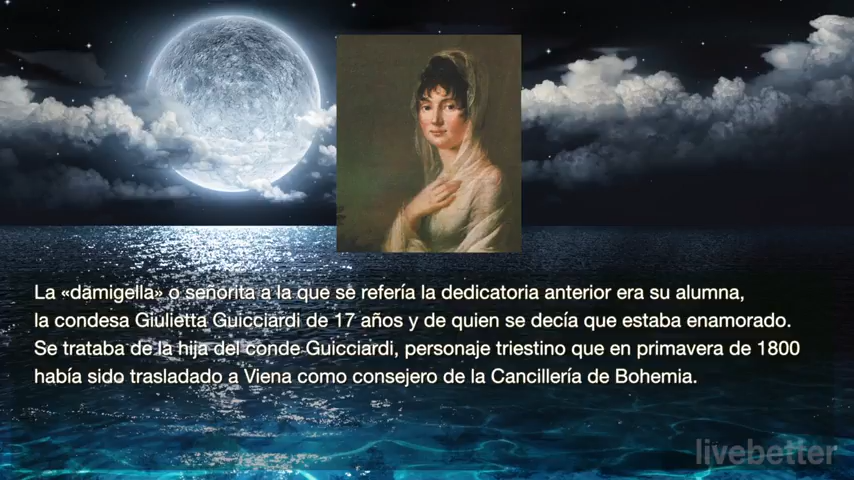 La «damigella» o señorita a la que se refería la dedicatoria anterior era su alumna,
la condesa Giulietta Guicciardi de 17 años y de quien se decía que estaba enamorado.
Se trataba de la hija del conde Guicciardi, personaje triestino que en primavera de 1800
había sido trasladado a Viena como consejero de la Cancillería de Bohemia.
livebetter